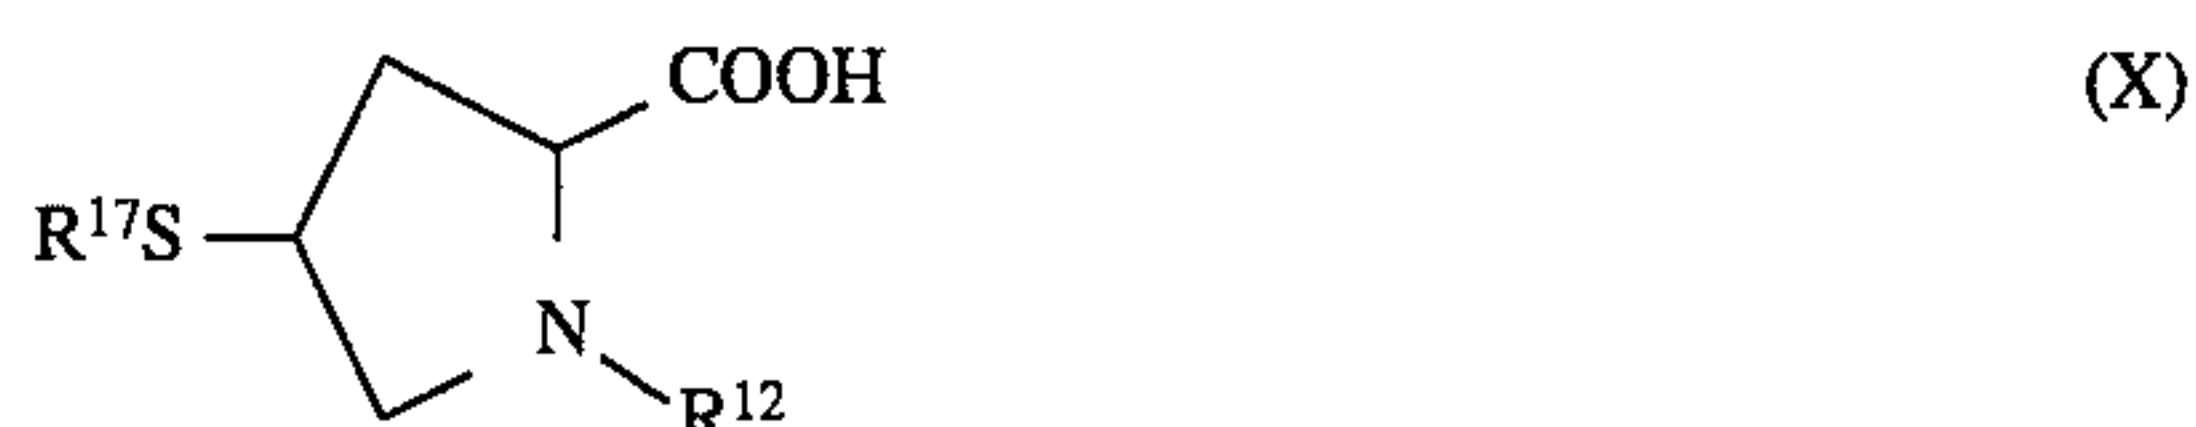 COOH (X)
R¹⁷S
N
R¹²